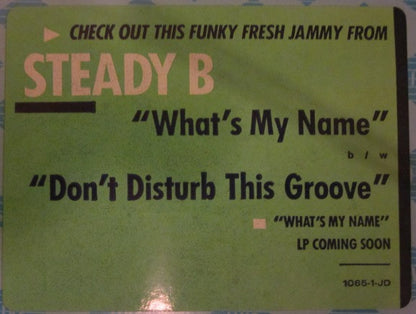 CHECK OUT THIS FUNKY FRESH JAMMY FROM
STEADY B
“What's My Name”
b / w
“Don't Disturb This Groove”
“WHAT'S MY NAME”
LP COMING SOON
1065-1-JD